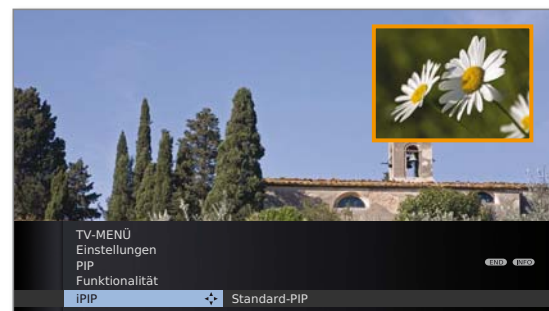 TV-MENÜ
Einstellungen
PIP
END INFO
Funktionalität
iPIP Standard-PIP